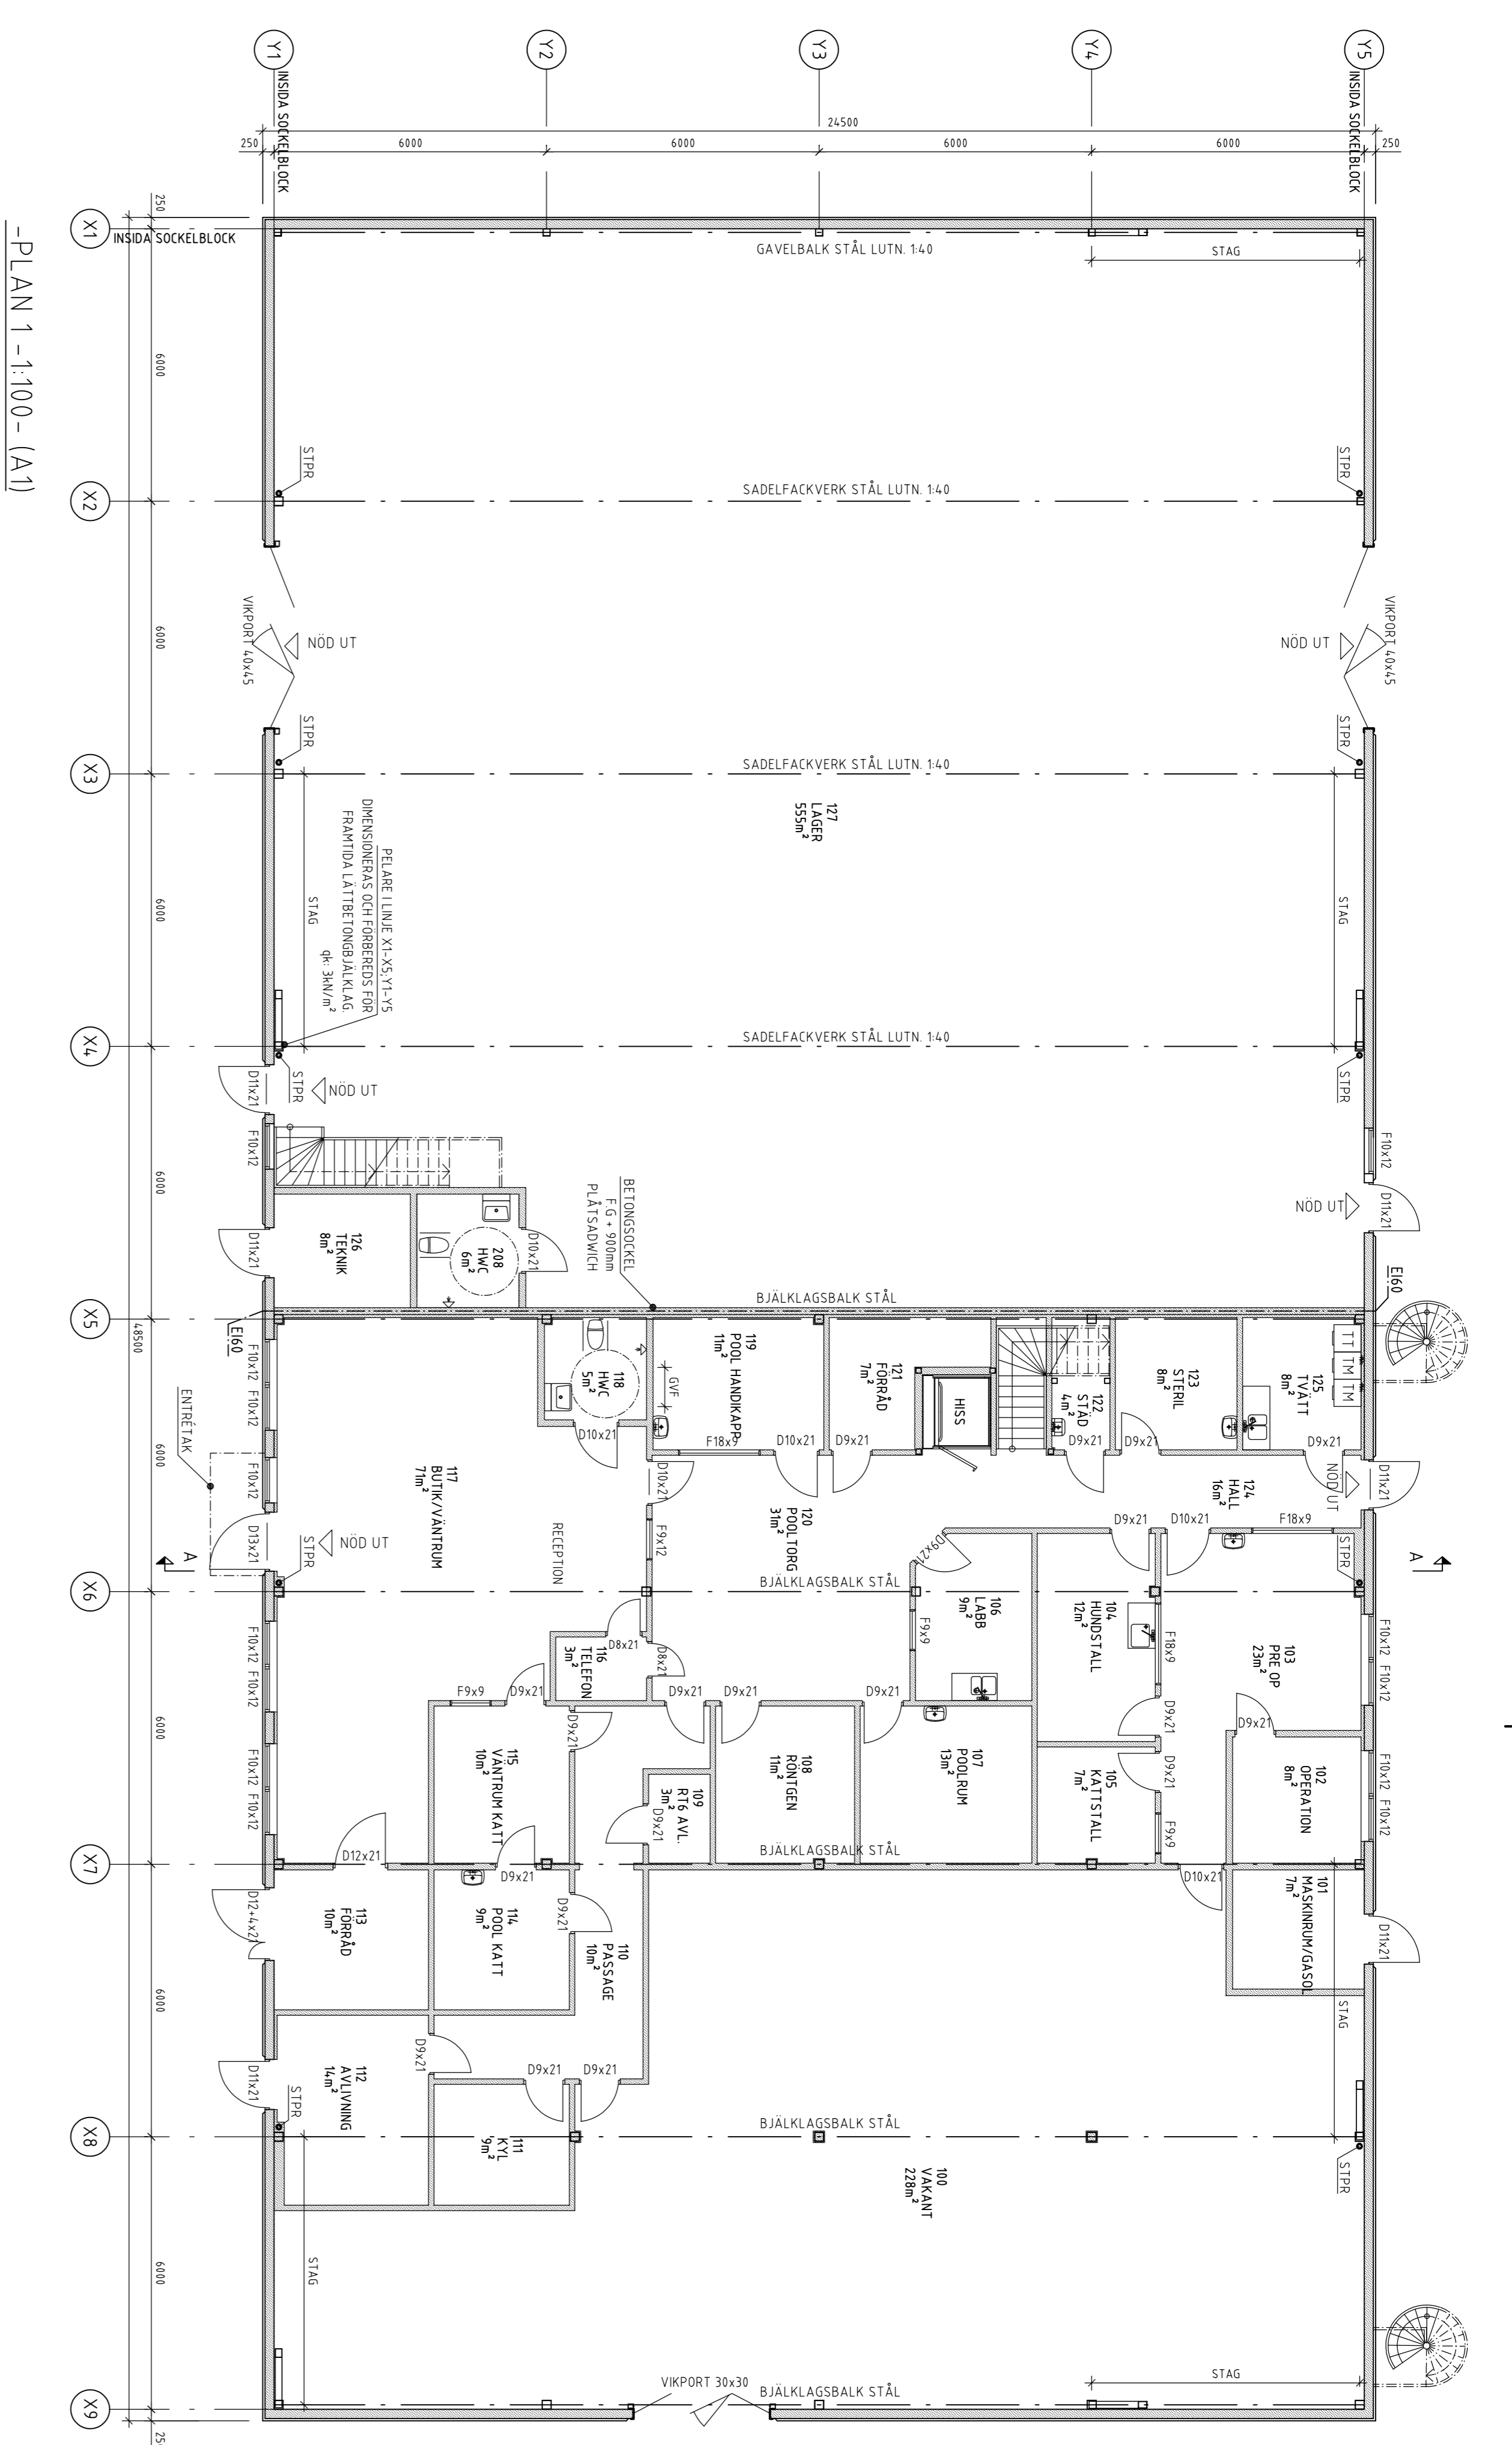 Y1
Y2
Y3
Y4
Y5
INSIDA SOCKELBLOCK
INSIDA SOCKELBLOCK
24500
250
6000
6000
6000
6000
250
-PLAN 1 -1:100- (A1)
X1
X2
X3
X4
X5
X6
X7
X8
X9
INSIDA SOCKELBLOCK
250
6000
6000
6000
6000
6000
6000
6000
6000
48500
GAVELBALK STÅL LUTN. 1:40
STAG
STPR
SADELFACKVERK STÅL LUTN. 1:40
STPR
VIKPORT 40x45
NÖD UT
NÖD UT
VIKPORT 40x45
STPR
SADELFACKVERK STÅL LUTN. 1:40
STPR
127
LAGER
555m²
PELARE I LINJE X1-X5;Y1-Y5
DIMENSIONERAS OCH FÖRBEREDS FÖR
FRAMTIDA LÄTTBETONGBJÄLKLAG.
qk: 3kN/m²
STAG
STAG
SADELFACKVERK STÅL LUTN. 1:40
STPR
STPR
NÖD UT
D11x21
F10x12
F10x12
D11x21
NÖD UT
D11x21
126
TEKNIK
8m²
208
HWC
6m²
D10x21
BETONGSOCKEL
F.G + 900mm
PLÅTSADWICH
EI60
EI60
BJÄLKLAGSBALK STÅL
F10x12 F10x12
F10x12
ENTRÉTAK
D13x21
NÖD UT
STPR
118
HWC
5m²
GVF
D10x21
119
POOL HANDIKAPP
11m²
F18x9
D10x21
121
FÖRRÅD
7m²
D9x21
HISS
122
STÄD
4m²
D9x21
123
STERIL
8m²
D9x21
125
TVÄTT
8m²
TT
TM
TM
D9x21
NÖD UT
D11x21
124
HALL
16m²
117
BUTIK/VÄNTRUM
71m²
RECEPTION
D10x21
F9x12
120
POOLTORG
31m²
BJÄLKLAGSBALK STÅL
D9x21
D9x21
D10x21
F18x9
STPR
A
A
106
LABB
9m²
F9x9
104
HUNDSTALL
12m²
F18x9
D9x21
103
PRE OP
23m²
D9x21
F10x12 F10x12
F10x12 F10x12
102
OPERATION
8m²
105
KATTSTALL
7m²
D9x21
F9x9
107
POOLRUM
13m²
D9x21
108
RÖNTGEN
11m²
D9x21
D9x21
109
RT6 AVL.
3m²
D9x21
116
TELEFON
3m²
D8x21
D8x21
F9x9
D9x21
D9x21
115
VÄNTRUM KATT
10m²
F10x12 F10x12
F10x12 F10x12
D12x21
BJÄLKLAGSBALK STÅL
D9x21
D9x21
D10x21
101
MASKINRUM/GASOL
7m²
D11x21
STAG
113
FÖRRÅD
10m²
D12+4x21
114
POOL KATT
9m²
110
PASSAGE
10m²
D9x21
D9x21
D9x21
112
AVLIVNING
14m²
D11x21
STPR
111
KYL
9m²
BJÄLKLAGSBALK STÅL
STPR
100
VAKANT
228m²
STAG
STAG
VIKPORT 30x30
BJÄLKLAGSBALK STÅL